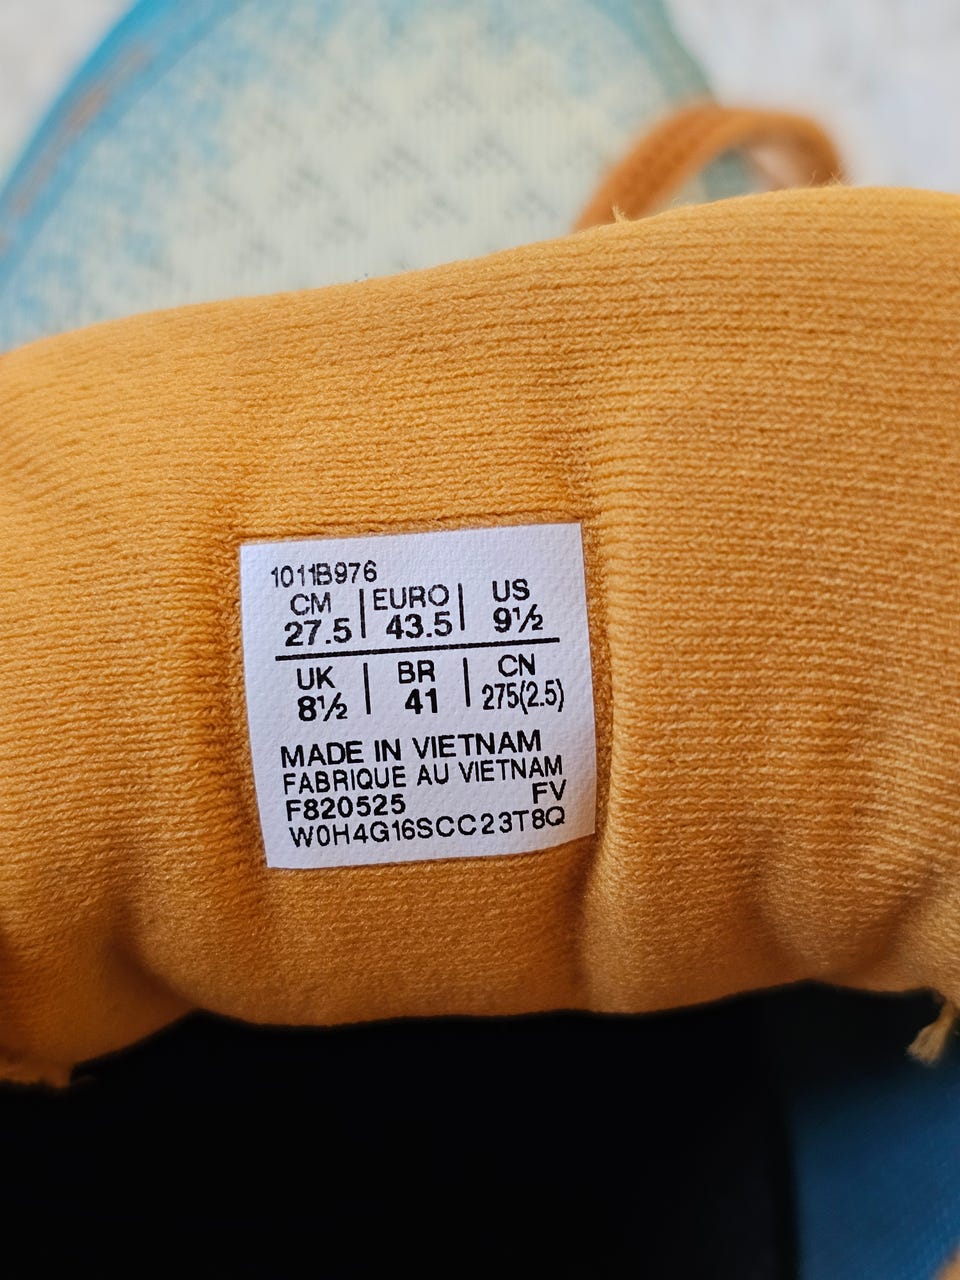 1011B976
CM | EURO | US
27.5 | 43.5 | 9½
UK | BR | CN
8½ | 41 | 275(2.5)
MADE IN VIETNAM
FABRIQUE AU VIETNAM
F820525 FV
W0H4G16SCC23T8Q